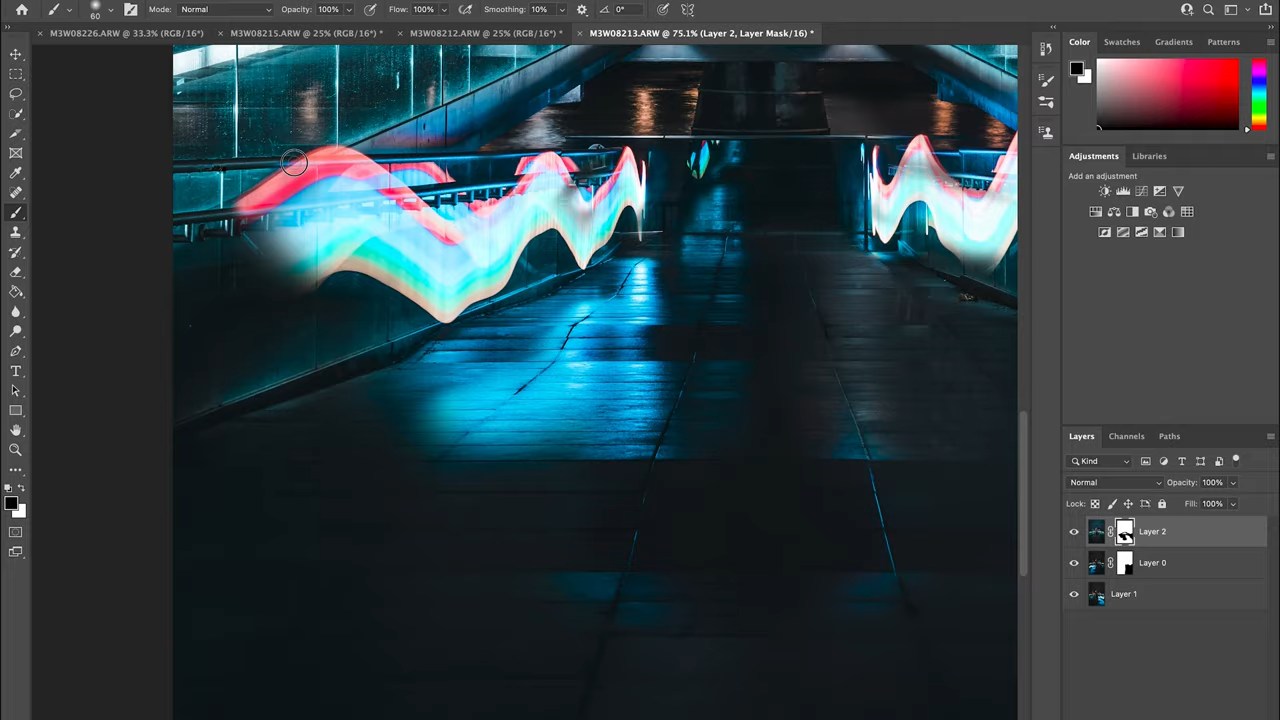 60
Mode: Normal
Opacity: 100%
Flow: 100%
Smoothing: 10%
0°
M3W08226.ARW @ 33.3% (RGB/16*)
M3W08215.ARW @ 25% (RGB/16*) *
M3W08212.ARW @ 25% (RGB/16*) *
M3W08213.ARW @ 75.1% (Layer 2, Layer Mask/16) *
Color
Swatches
Gradients
Patterns
Adjustments
Libraries
Add an adjustment
Layers
Channels
Paths
Kind
Normal
Opacity: 100%
Lock:
Fill: 100%
Layer 2
Layer 0
Layer 1